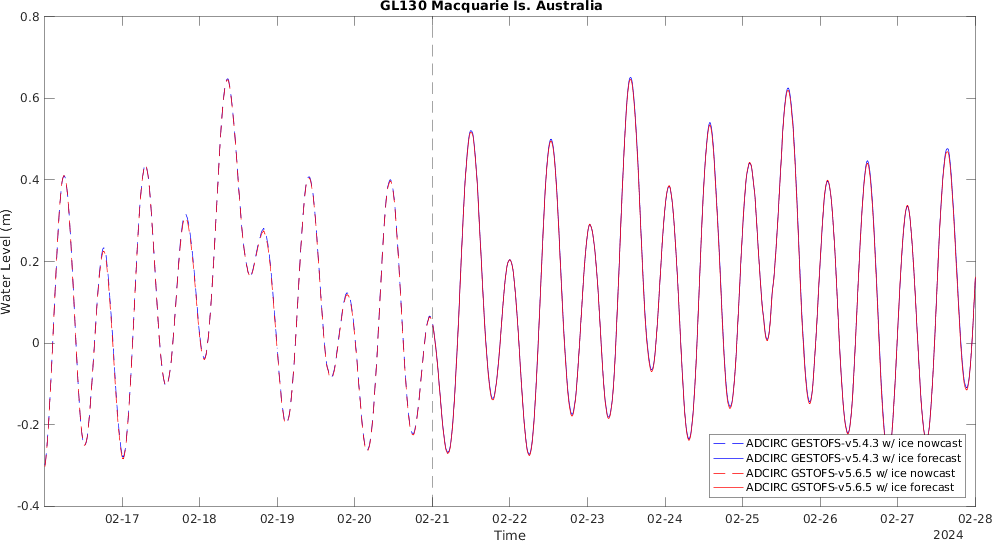 GL130 Macquarie Is. Australia
0.8
0.6
0.4
0.2
0
-0.2
-0.4
Water Level (m)
ADCIRC GESTOFS-v5.4.3 w/ ice nowcast
ADCIRC GESTOFS-v5.4.3 w/ ice forecast
ADCIRC GSTOFS-v5.6.5 w/ ice nowcast
ADCIRC GSTOFS-v5.6.5 w/ ice forecast
02-17 02-18 02-19 02-20 02-21 02-22 02-23 02-24 02-25 02-26 02-27 02-28
Time
2024